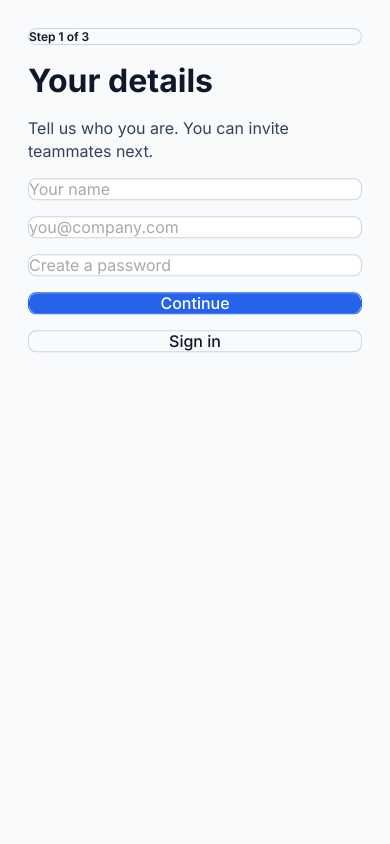 Step 1 of 3
Your details
Tell us who you are. You can invite
teammates next.
Your name
you@company.com
Create a password
Continue
Sign in